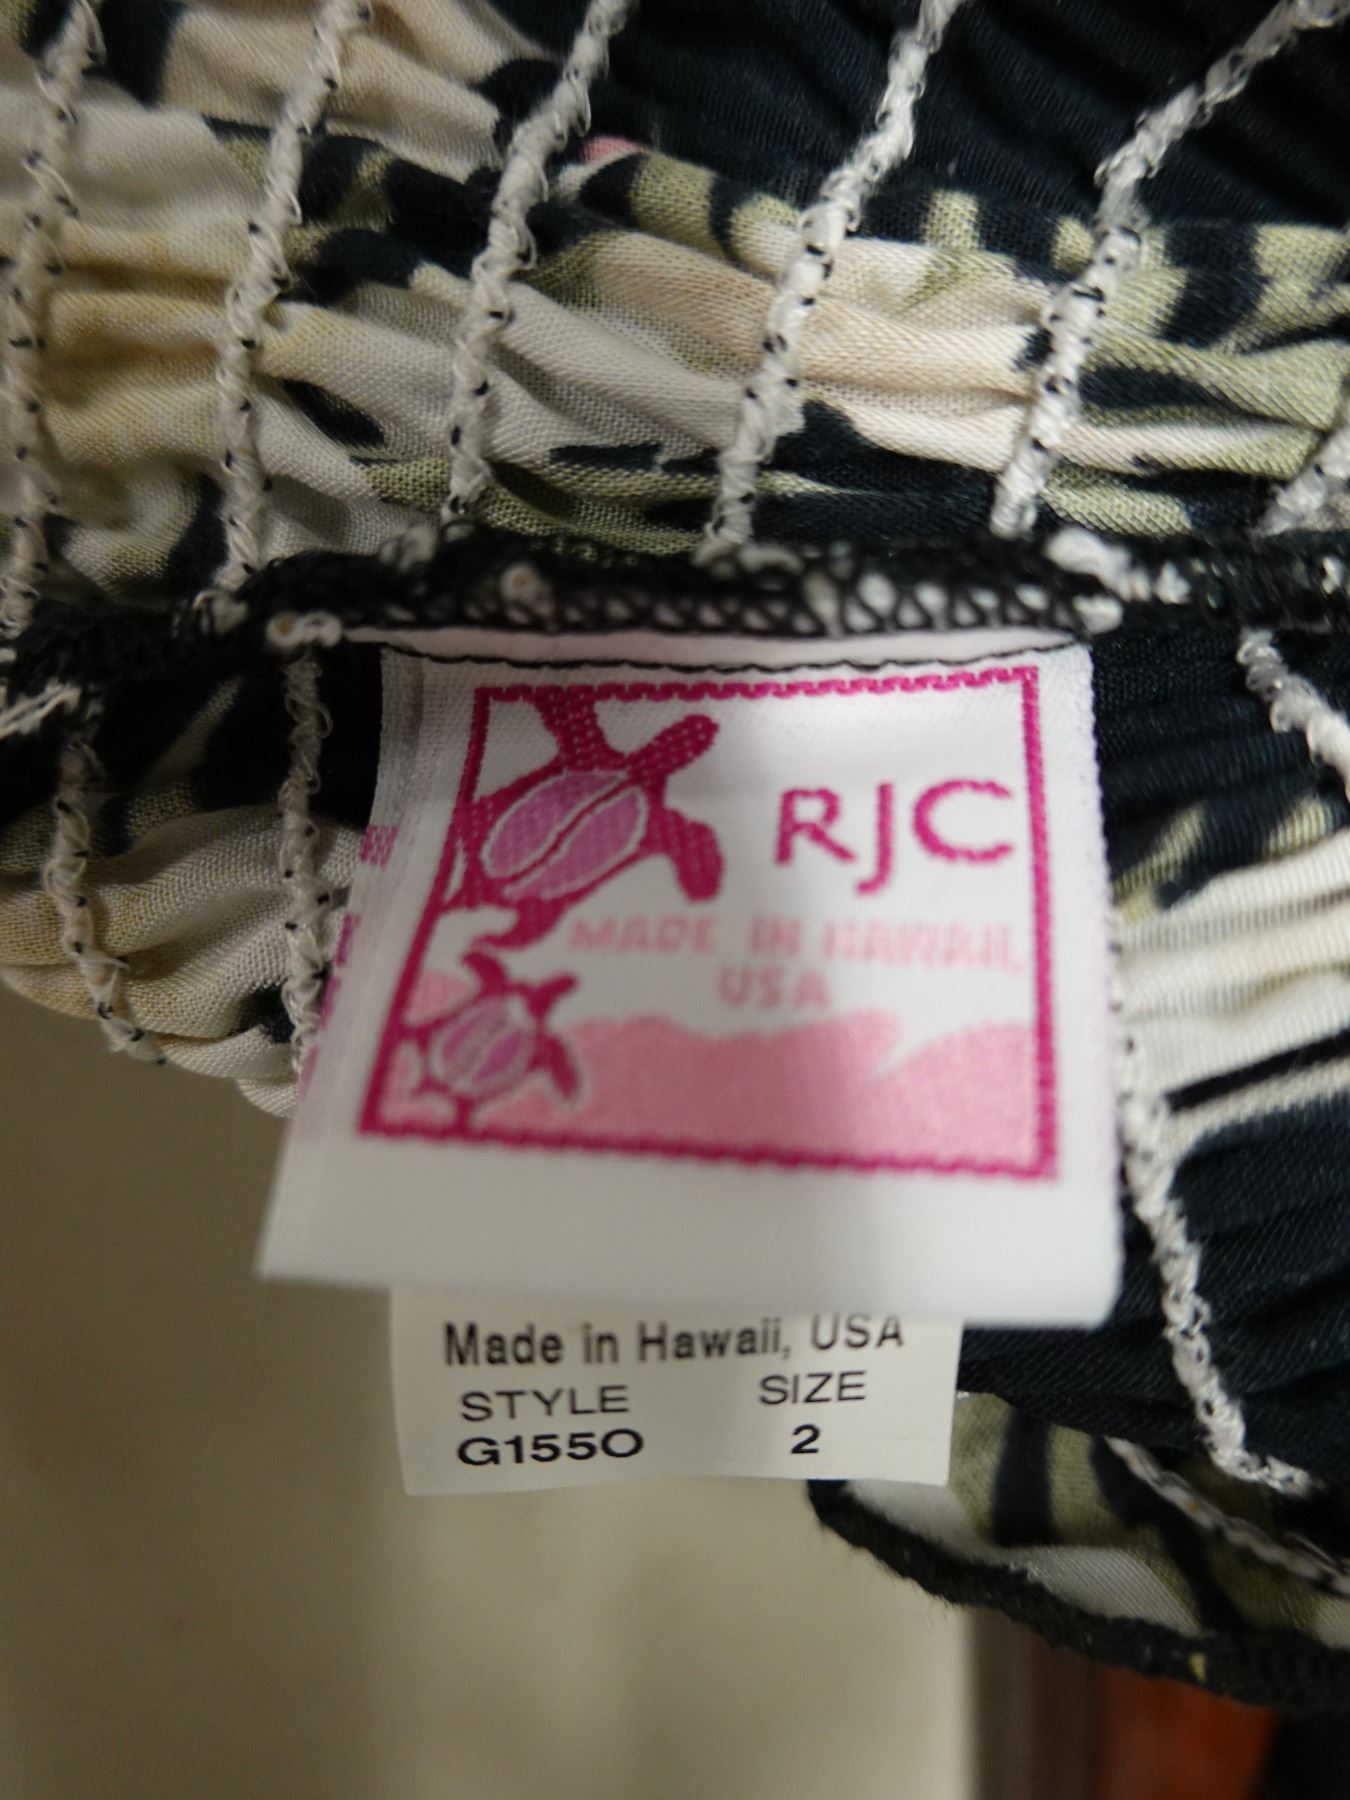 RJC
MADE IN HAWAII,
USA
Made in Hawaii, USA
STYLE SIZE
G155O 2